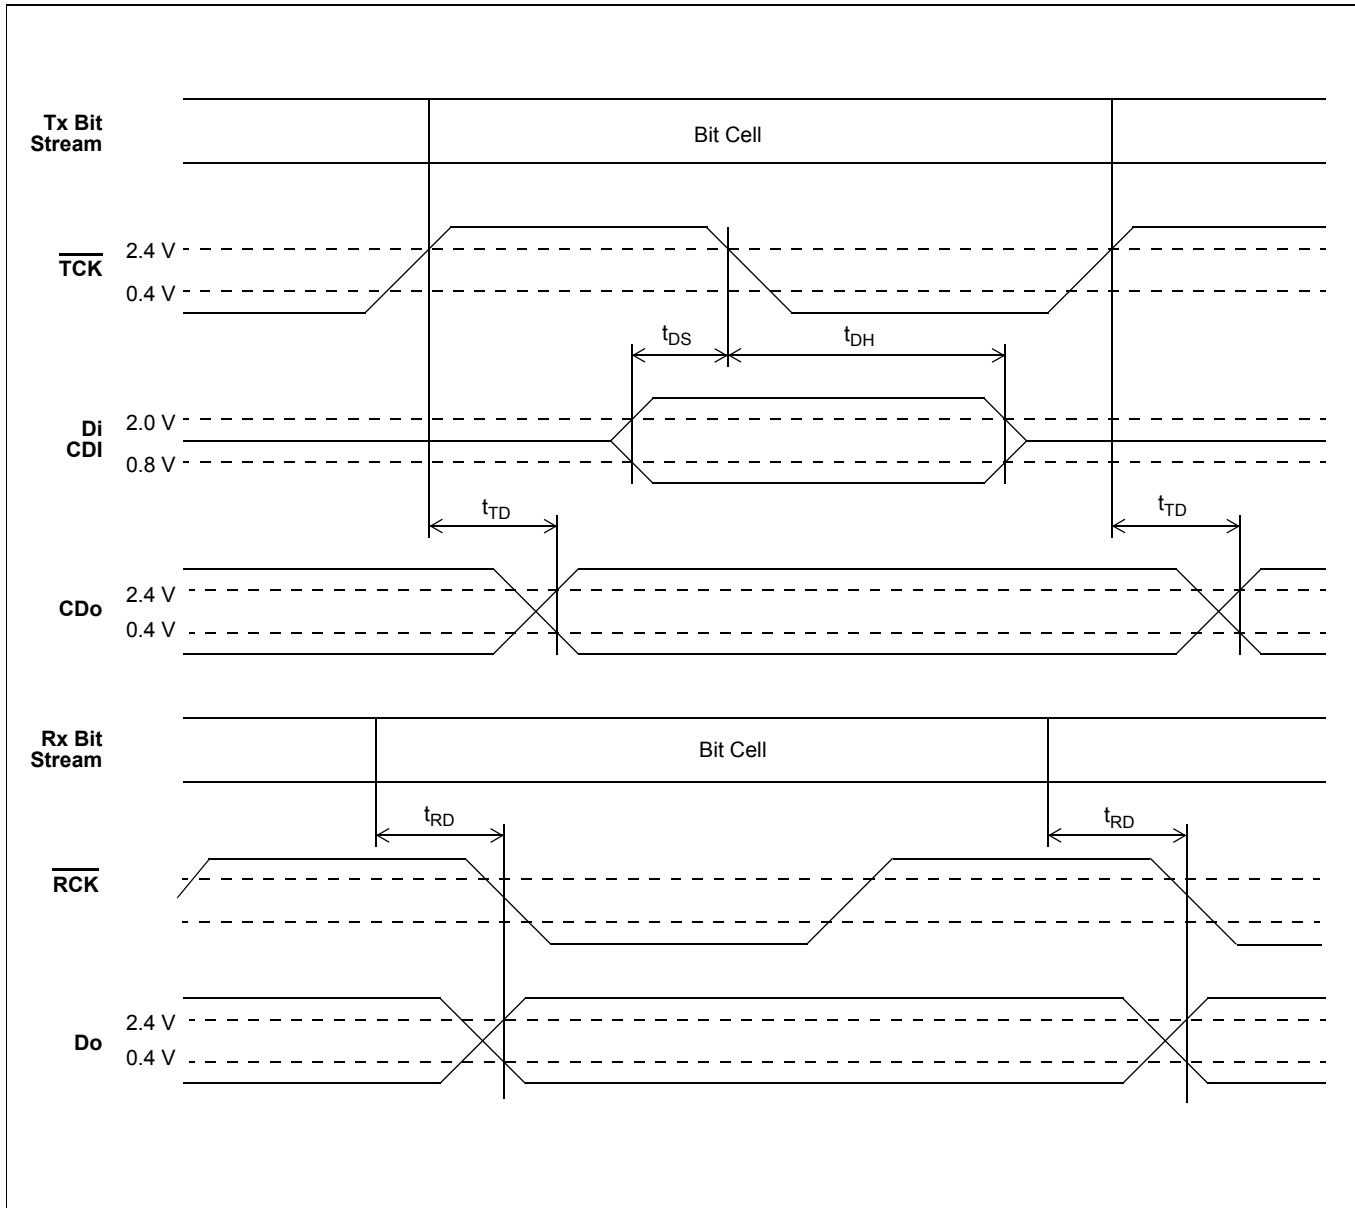 Tx Bit
Stream
Bit Cell
TCK
2.4 V
0.4 V
tDS
tDH
Di
CDI
2.0 V
0.8 V
tTD
tTD
CDo
2.4 V
0.4 V
Rx Bit
Stream
Bit Cell
tRD
tRD
RCK
Do
2.4 V
0.4 V